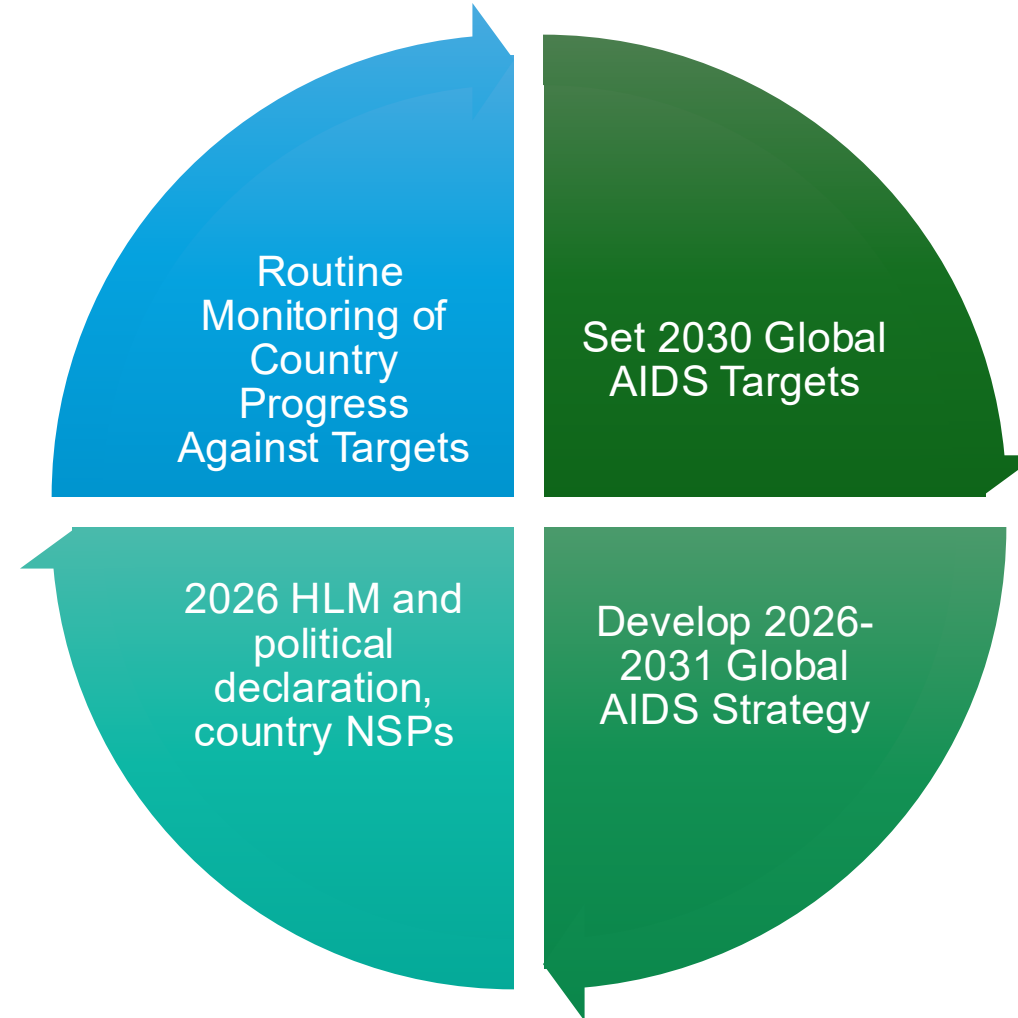 Routine
Monitoring of
Country
Progress
Against Targets
Set 2030 Global
AIDS Targets
2026 HLM and
political
declaration,
country NSPs
Develop 2026-
2031 Global
AIDS Strategy